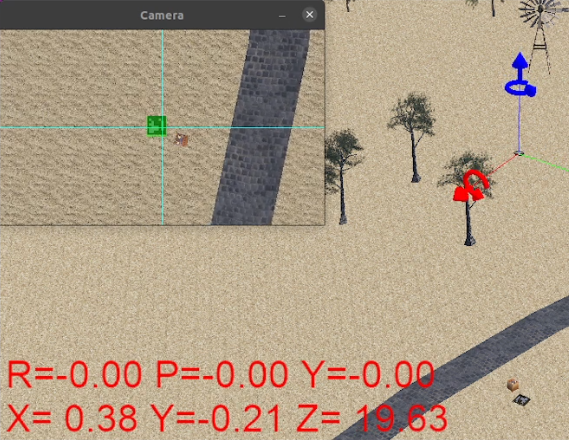 Camera
R=-0.00 P=-0.00 Y=-0.00
X= 0.38 Y=-0.21 Z= 19.63